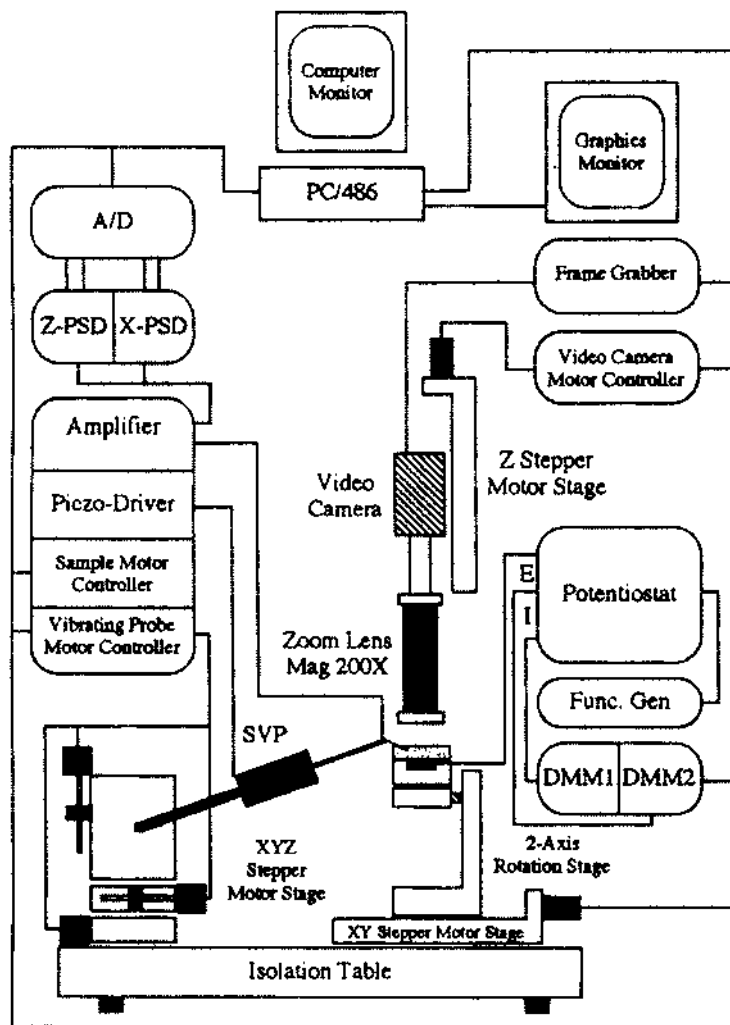 Computer
Monitor
Graphics
Monitor
PC/486
A/D
Frame Grabber
Z-PSD X-PSD
Video Camera
Motor Controller
Amplifier
Z Stepper
Motor Stage
Video
Camera
Piezo-Driver
Sample Motor
Controller
E
Potentiostat
I
Vibrating Probe
Motor Controller
Zoom Lens
Mag 200X
Func. Gen
SVP
DMM1 DMM2
XYZ
Stepper
Motor Stage
2-Axis
Rotation Stage
XY Stepper Motor Stage
Isolation Table